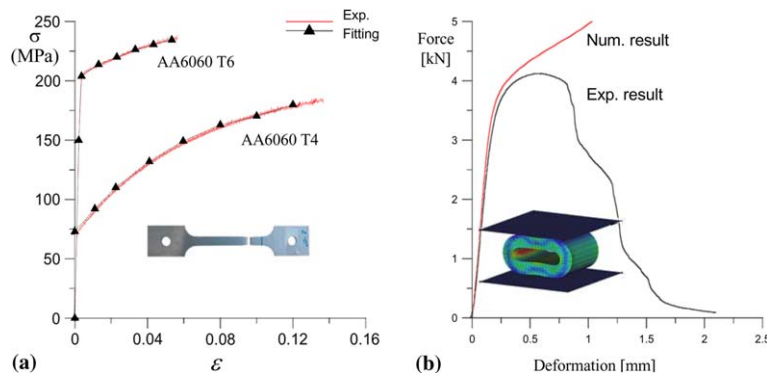 250
σ
(MPa)
200
150
100
50
0
0
0.04
0.08
0.12
0.16
ε
Exp.
Fitting
AA6060 T6
AA6060 T4
(a)
5
Force
[kN]
4
3
2
1
0
0
0.5
1
1.5
2
2.5
Num. result
Exp. result
Deformation [mm]
(b)